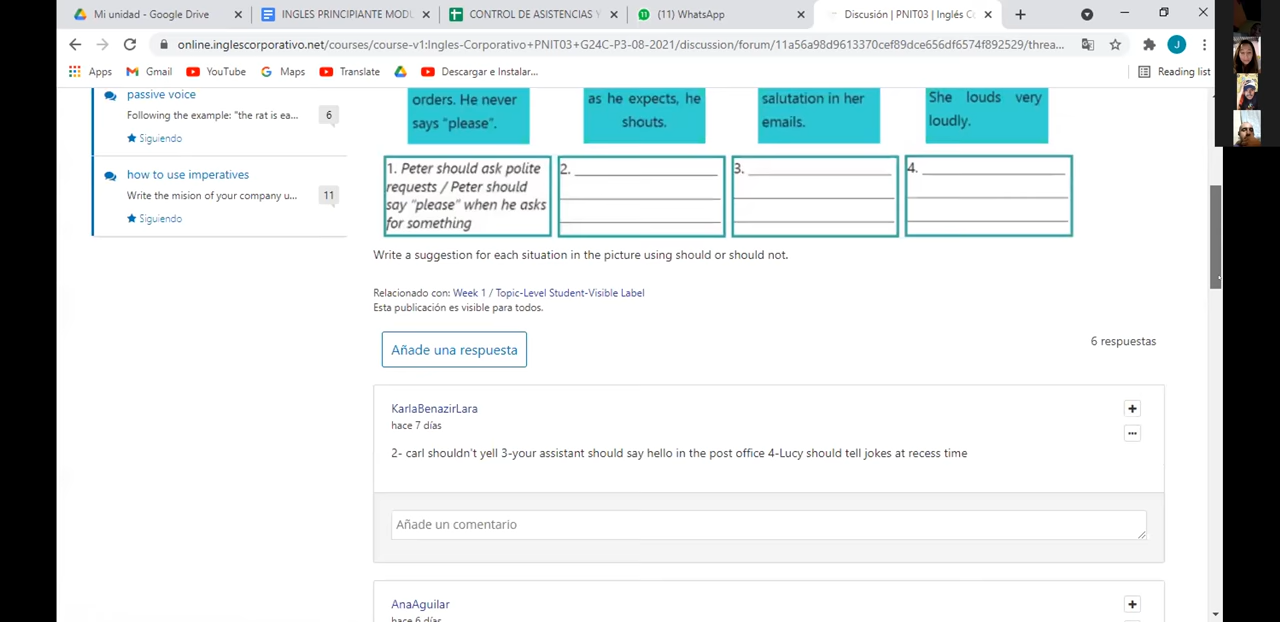 Mi unidad - Google Drive
INGLES PRINCIPIANTE MODU
CONTROL DE ASISTENCIAS Y
(11) WhatsApp
Discusión | PNIT03 | Inglés C
online.inglescorporativo.net/courses/course-v1:Ingles-Corporativo+PNIT03+G24C-P3-08-2021/discussion/forum/11a56a98d9613370cef89dce656df6574f892529/threa...
J
Apps
Gmail
YouTube
Maps
Translate
Descargar e Instalar...
Reading list
passive voice
Following the example: "the rat is ea...
6
Siguiendo
how to use imperatives
Write the mision of your company u...
11
Siguiendo
orders. He never
says "please".
as he expects, he
shouts.
salutation in her
emails.
She louds very
loudly.
1. Peter should ask polite
requests / Peter should
say "please" when he asks
for something
2.
3.
4.
Write a suggestion for each situation in the picture using should or should not.
Relacionado con: Week 1 / Topic-Level Student-Visible Label
Esta publicación es visible para todos.
Añade una respuesta
6 respuestas
KarlaBenazirLara
hace 7 días
2- carl shouldn't yell 3-your assistant should say hello in the post office 4-Lucy should tell jokes at recess time
Añade un comentario
AnaAguilar
hace 6 días